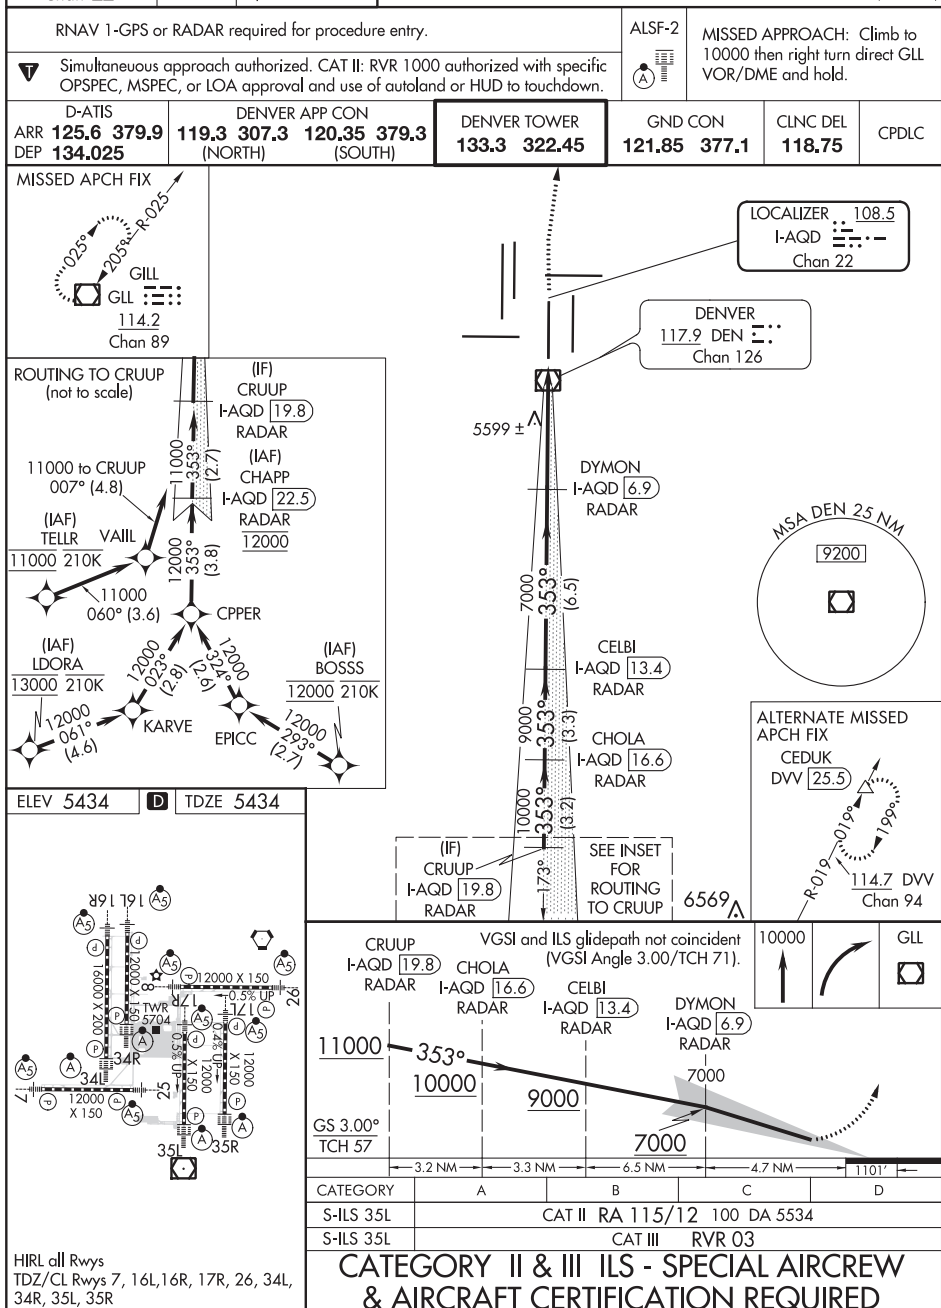 RNAV 1-GPS or RADAR required for procedure entry.
T
Simultaneous approach authorized. CAT II: RVR 1000 authorized with specific
OPSPEC, MSPEC, or LOA approval and use of autoland or HUD to touchdown.
ALSF-2
A
MISSED APPROACH: Climb to
10000 then right turn direct GLL
VOR/DME and hold.
D-ATIS
ARR 125.6 379.9
DEP 134.025
DENVER APP CON
119.3 307.3 120.35 379.3
(NORTH) (SOUTH)
DENVER TOWER
133.3 322.45
GND CON
121.85 377.1
CLNC DEL
118.75
CPDLC
MISSED APCH FIX
R-025
025°
205°
GILL
GLL
114.2
Chan 89
LOCALIZER 108.5
I-AQD
Chan 22
DENVER
117.9 DEN
Chan 126
5599 ±
ROUTING TO CRUUP
(not to scale)
(IF)
CRUUP
I-AQD 19.8
RADAR
11000
353°
(2.7)
(IAF)
CHAPP
I-AQD 22.5
RADAR
12000
11000 to CRUUP
007° (4.8)
(IAF)
TELLR
11000 210K
VAIIL
11000
060° (3.6)
12000
353°
(3.8)
CPPER
(IAF)
LDORA
13000 210K
12000
023°
(2.8)
12000
324°
(2.6)
(IAF)
BOSSS
12000 210K
12000
061°
(4.6)
KARVE
EPICC
12000
293°
(2.7)
DYMON
I-AQD 6.9
RADAR
7000
353°
(6.5)
CELBI
I-AQD 13.4
RADAR
9000
353°
(3.3)
CHOLA
I-AQD 16.6
RADAR
10000
353°
(3.2)
(IF)
CRUUP
I-AQD 19.8
RADAR
173°
SEE INSET
FOR
ROUTING
TO CRUUP
6569
MSA DEN 25 NM
9200
ALTERNATE MISSED
APCH FIX
CEDUK
DVV 25.5
019°
199°
R-019
114.7 DVV
Chan 94
ELEV 5434
D
TDZE 5434
16R
16L
A5
A5
P
P
16000 X 200
12000 X 150
8
A5
P
12000 X 150
0.5% UP
26
P
A5
17R
17L
TWR
5704
A
34R
34L
A5
7
12000
X 150
25
0.5% UP
12000
X 150
0.4% UP
12000
X 150
35L
35R
A
A
HIRL all Rwys
TDZ/CL Rwys 7, 16L,16R, 17R, 26, 34L,
34R, 35L, 35R
VGSI and ILS glidepath not coincident
(VGSI Angle 3.00/TCH 71).
10000
GLL
CRUUP
I-AQD 19.8
RADAR
CHOLA
I-AQD 16.6
RADAR
CELBI
I-AQD 13.4
RADAR
DYMON
I-AQD 6.9
RADAR
11000
353°
10000
9000
7000
7000
GS 3.00°
TCH 57
3.2 NM
3.3 NM
6.5 NM
4.7 NM
1101'
CATEGORY A B C D
S-ILS 35L CAT II RA 115/12 100 DA 5534
S-ILS 35L CAT III RVR 03
CATEGORY II & III ILS - SPECIAL AIRCREW
& AIRCRAFT CERTIFICATION REQUIRED